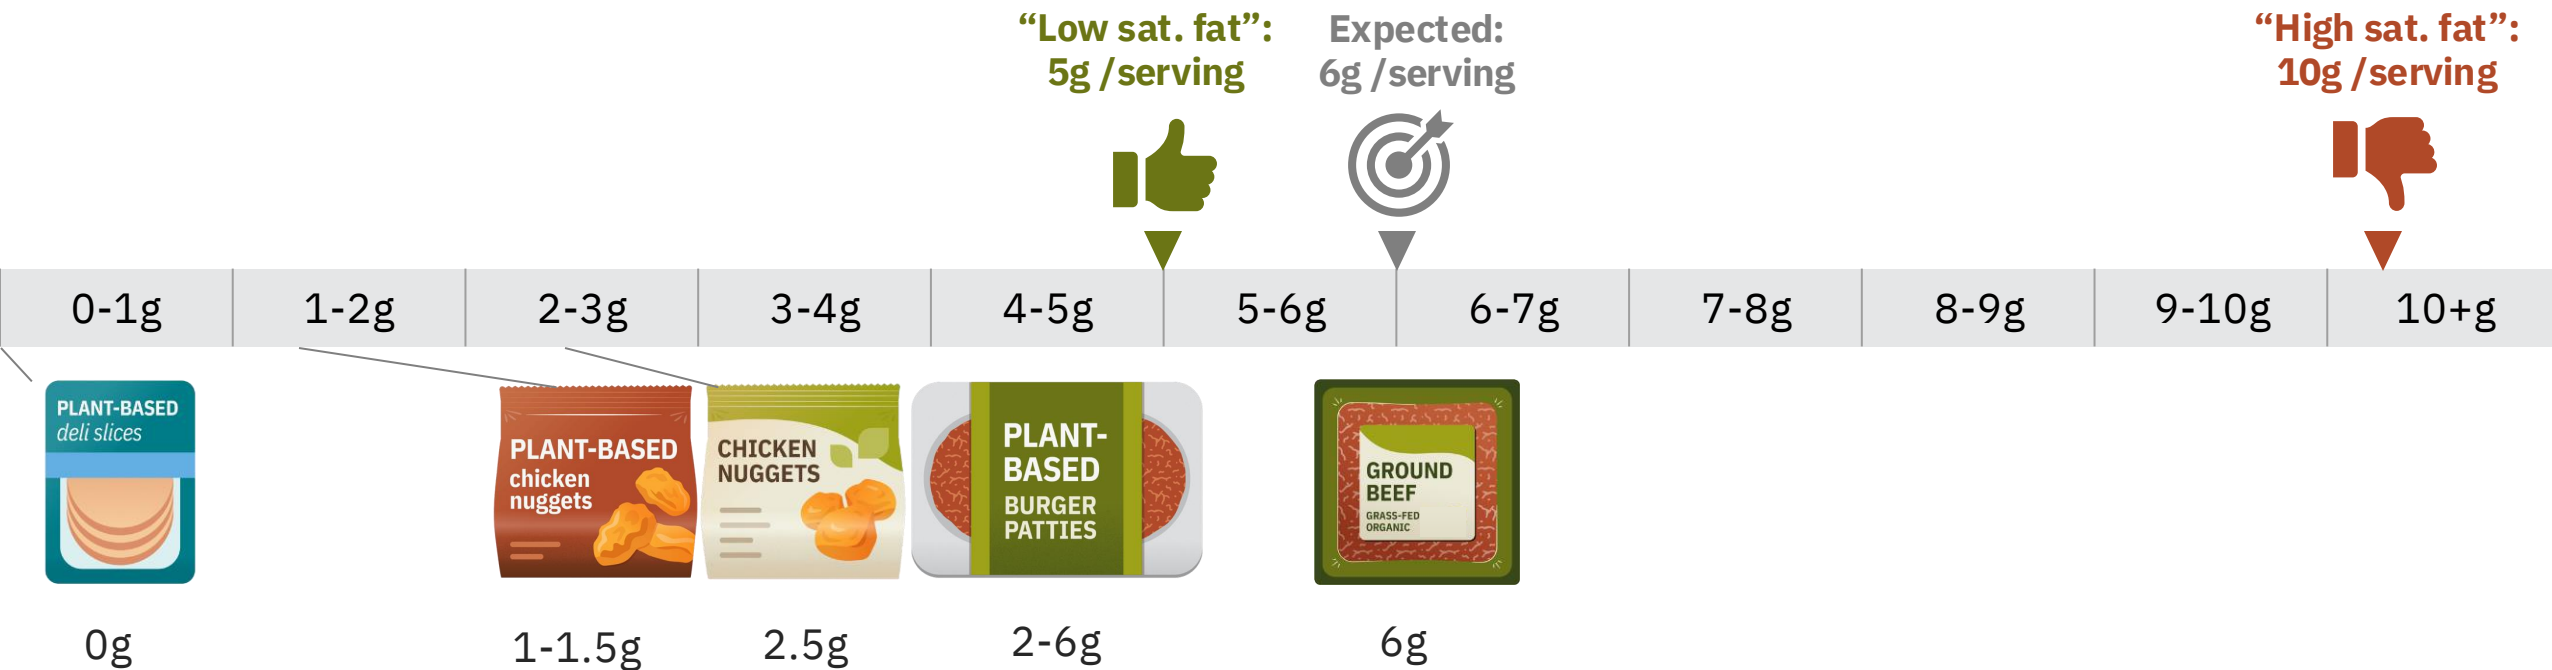 “Low sat. fat”:
5g /serving
Expected:
6g /serving
“High sat. fat”:
10g /serving
0-1g
1-2g
2-3g
3-4g
4-5g
5-6g
6-7g
7-8g
8-9g
9-10g
10+g
PLANT-BASED
deli slices
PLANT-BASED
chicken
nuggets
CHICKEN
NUGGETS
PLANT-
BASED
BURGER
PATTIES
GROUND
BEEF
GRASS-FED
ORGANIC
0g
1-1.5g
2.5g
2-6g
6g